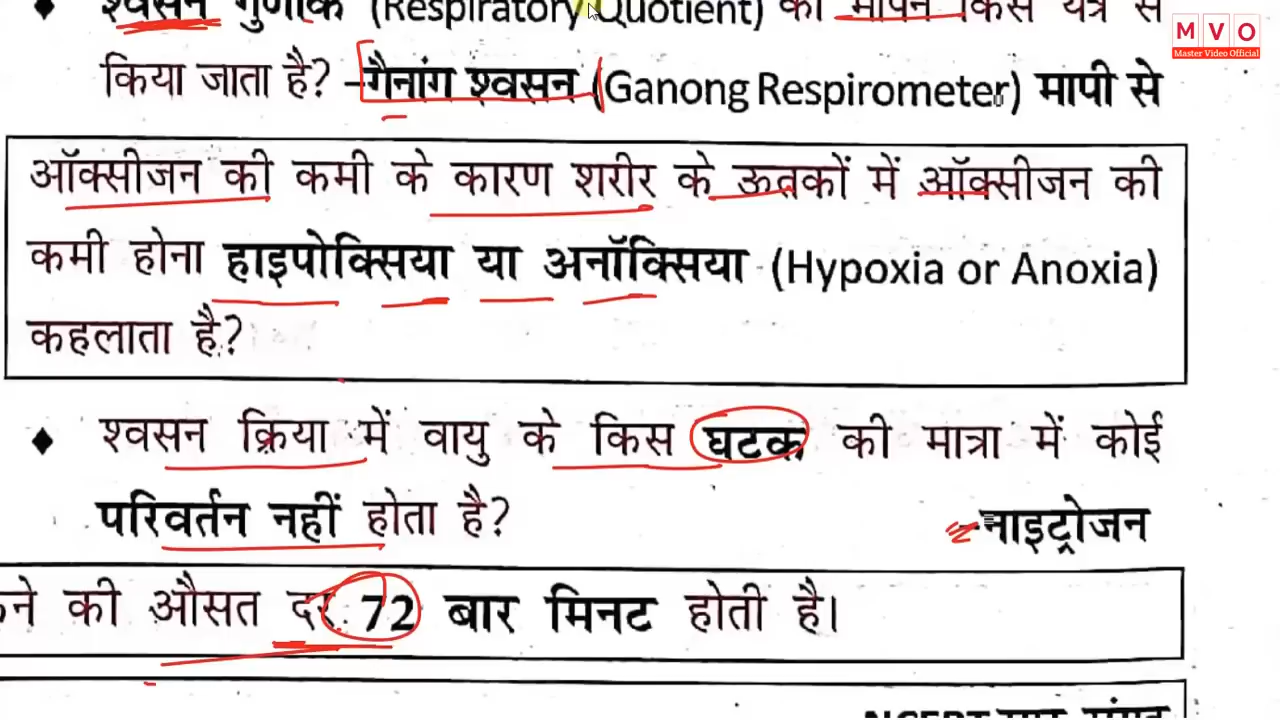 ♦ श्वसन गुणांक (Respiratory Quotient) का मापन किस यंत्र से
MVO
Master Video Official
किया जाता है? –गैनांग श्वसन (Ganong Respirometer) मापी से
ऑक्सीजन की कमी के कारण शरीर के ऊतकों में ऑक्सीजन की
कमी होना हाइपोक्सिया या अनॉक्सिया (Hypoxia or Anoxia)
कहलाता है?
♦ श्वसन क्रिया में वायु के किस घटक की मात्रा में कोई
परिवर्तन नहीं होता है? –नाइट्रोजन
की औसत दर 72 बार मिनट होती है।